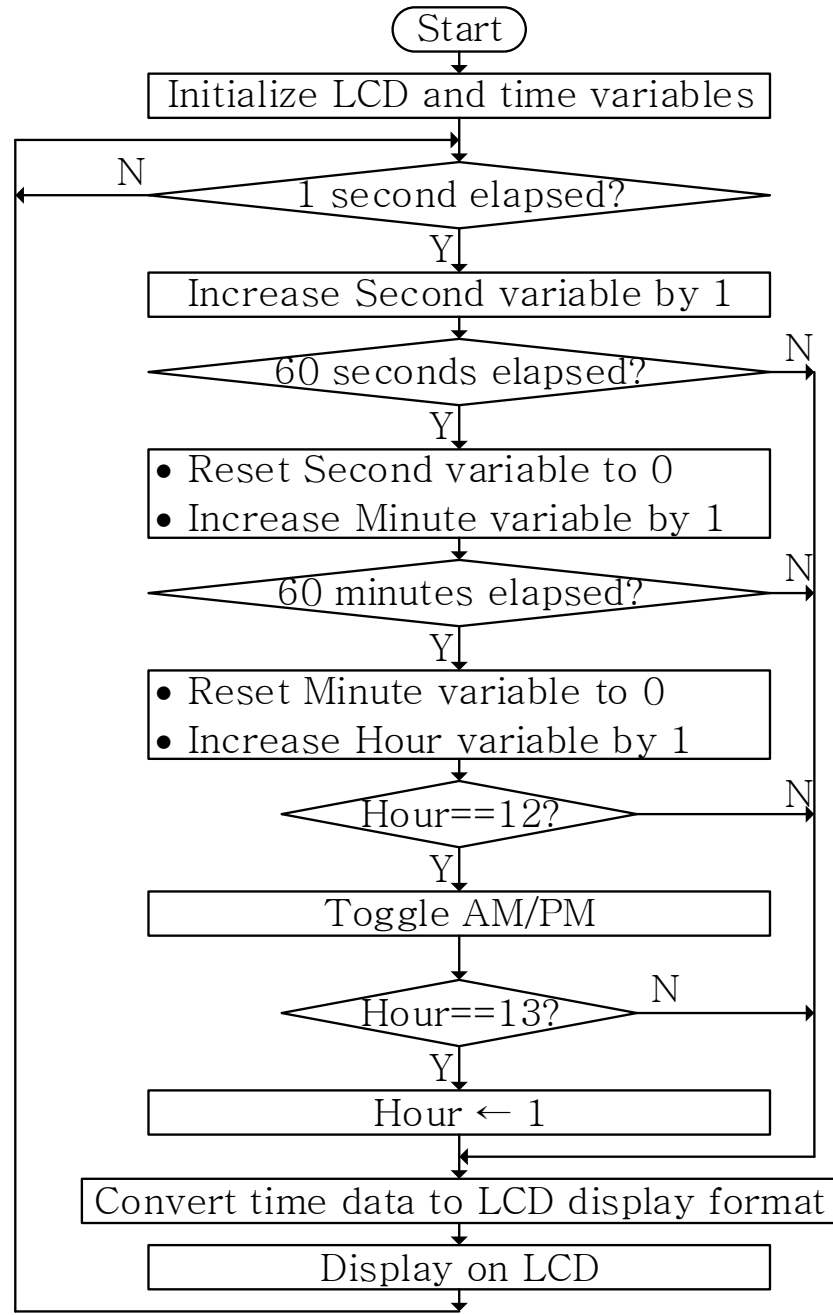 Start
Initialize LCD and time variables
N
1 second elapsed?
Y
Increase Second variable by 1
N
60 seconds elapsed?
Y
• Reset Second variable to 0
• Increase Minute variable by 1
N
60 minutes elapsed?
Y
• Reset Minute variable to 0
• Increase Hour variable by 1
N
Hour==12?
Y
Toggle AM/PM
N
Hour==13?
Y
Hour ← 1
Convert time data to LCD display format
Display on LCD